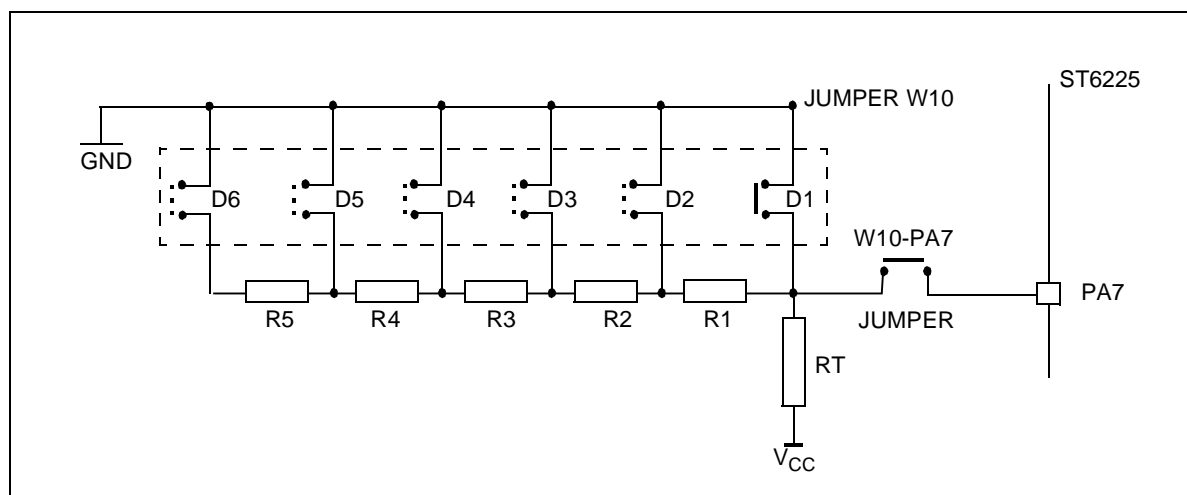 ST6225
JUMPER W10
GND
D6
D5
D4
D3
D2
D1
W10-PA7
PA7
R5
R4
R3
R2
R1
JUMPER
RT
VCC